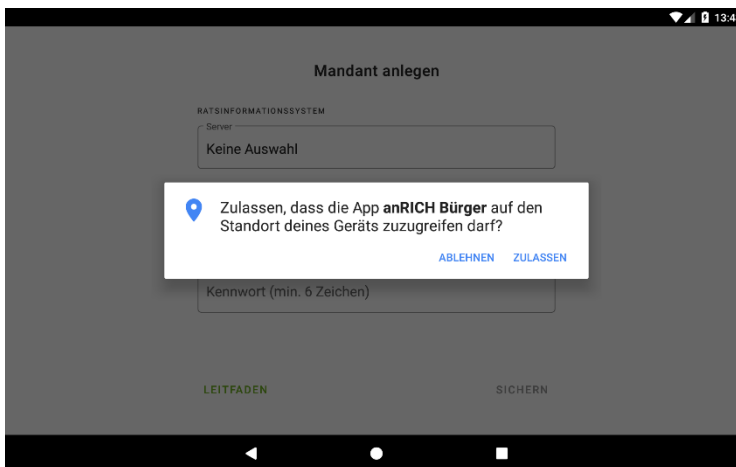 13:4
Mandant anlegen
RATSINFORMATIONSSYSTEM
Server
Keine Auswahl
Zulassen, dass die App anRICH Bürger auf den
Standort deines Geräts zuzugreifen darf?
ABLEHNEN ZULASSEN
Kennwort (min. 6 Zeichen)
LEITFADEN SICHERN